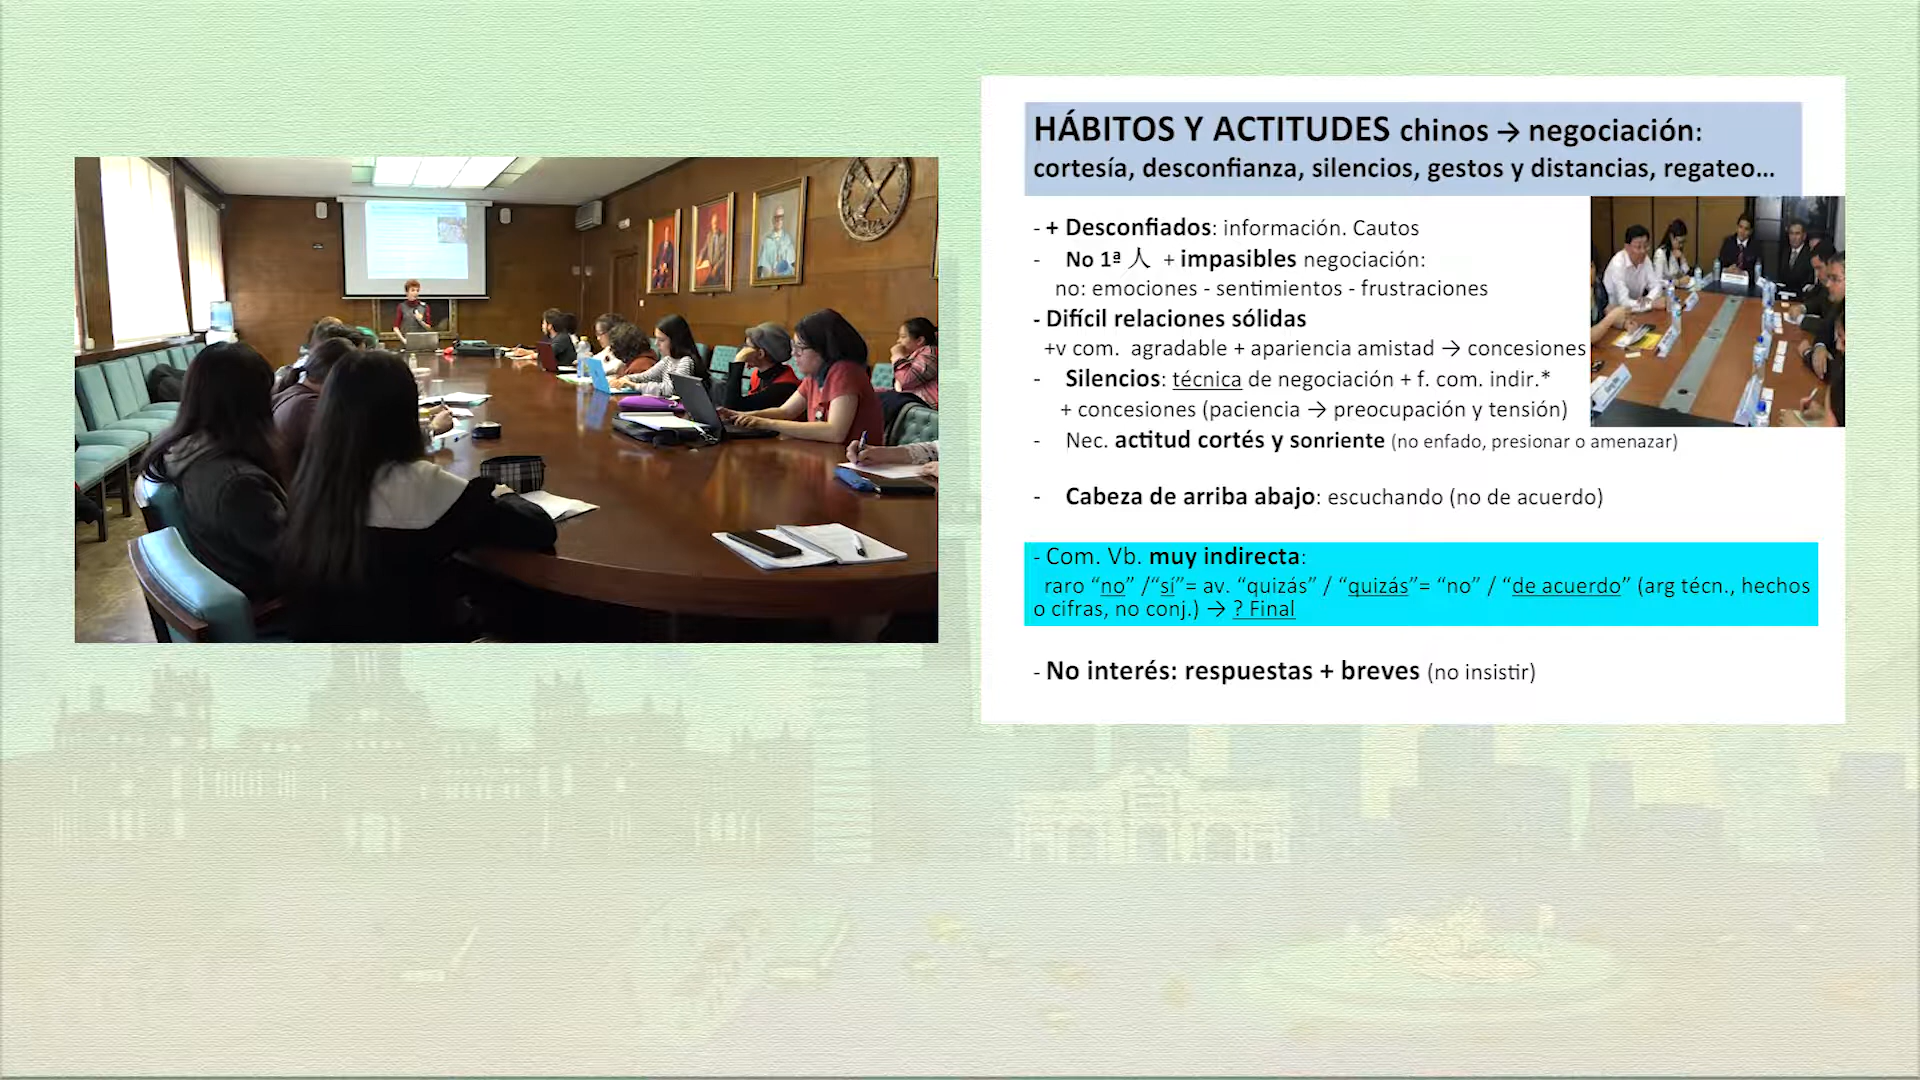 HÁBITOS Y ACTITUDES chinos → negociación:
cortesía, desconfianza, silencios, gestos y distancias, regateo...
- + Desconfiados: información. Cautos
- No 1ª 人 + impasibles negociación:
no: emociones - sentimientos - frustraciones
- Difícil relaciones sólidas
+v com. agradable + apariencia amistad → concesiones
- Silencios: técnica de negociación + f. com. indir.*
+ concesiones (paciencia → preocupación y tensión)
- Nec. actitud cortés y sonriente (no enfado, presionar o amenazar)
- Cabeza de arriba abajo: escuchando (no de acuerdo)
- Com. Vb. muy indirecta:
raro “no” /“sí”= av. “quizás” / “quizás”= “no” / “de acuerdo” (arg técn., hechos
o cifras, no conj.) → ? Final
- No interés: respuestas + breves (no insistir)